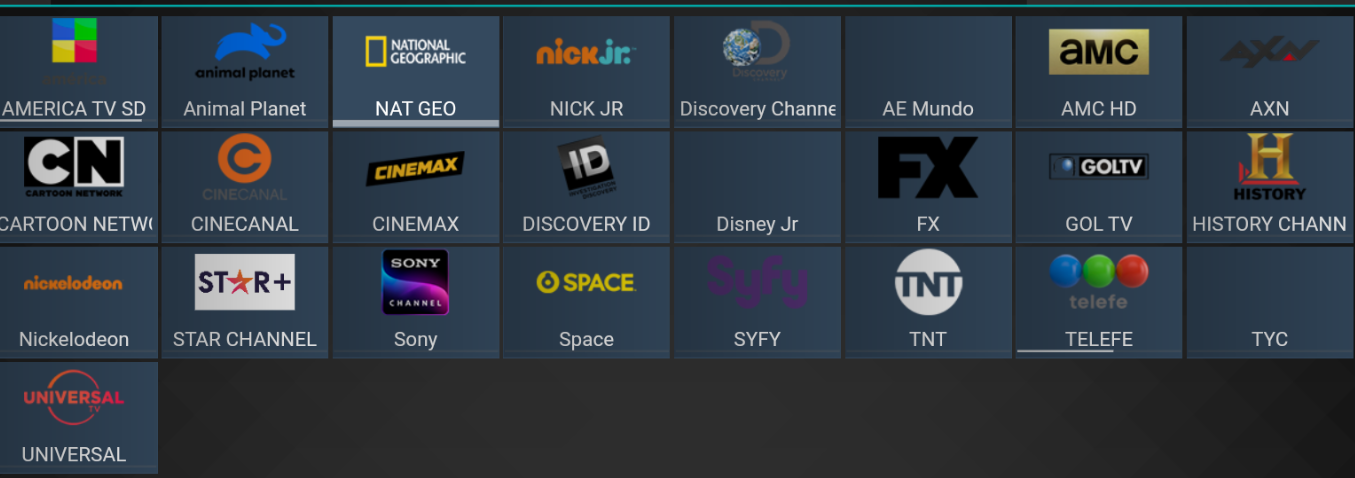 america
animal planet
NATIONAL
GEOGRAPHIC
nick jr.
Discovery
aMC
AXN
AMERICA TV SD
Animal Planet
NAT GEO
NICK JR
Discovery Channe
AE Mundo
AMC HD
AXN
CN
CARTOON NETWORK
C
CINECANAL
CINEMAX
ID
INVESTIGATION
DISCOVERY
FX
GOLTV
H
HISTORY
CARTOON NETW
CINECANAL
CINEMAX
DISCOVERY ID
Disney Jr
FX
GOL TV
HISTORY CHANN
nickelodeon
ST★R+
SONY
CHANNEL
SPACE
Syfy
TNT
telefe
Nickelodeon
STAR CHANNEL
Sony
Space
SYFY
TNT
TELEFE
TYC
UNIVERSAL
TV
UNIVERSAL